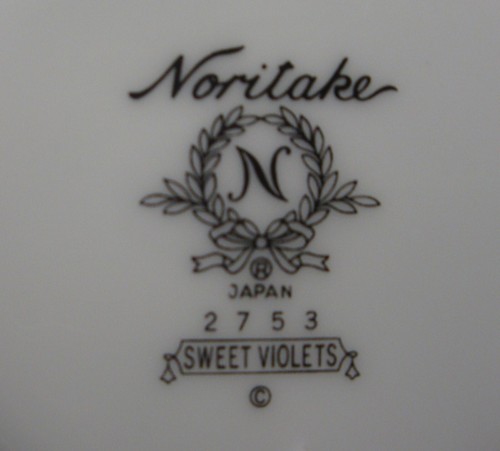 Noritake
N
®
JAPAN
2753
SWEET VIOLETS
©